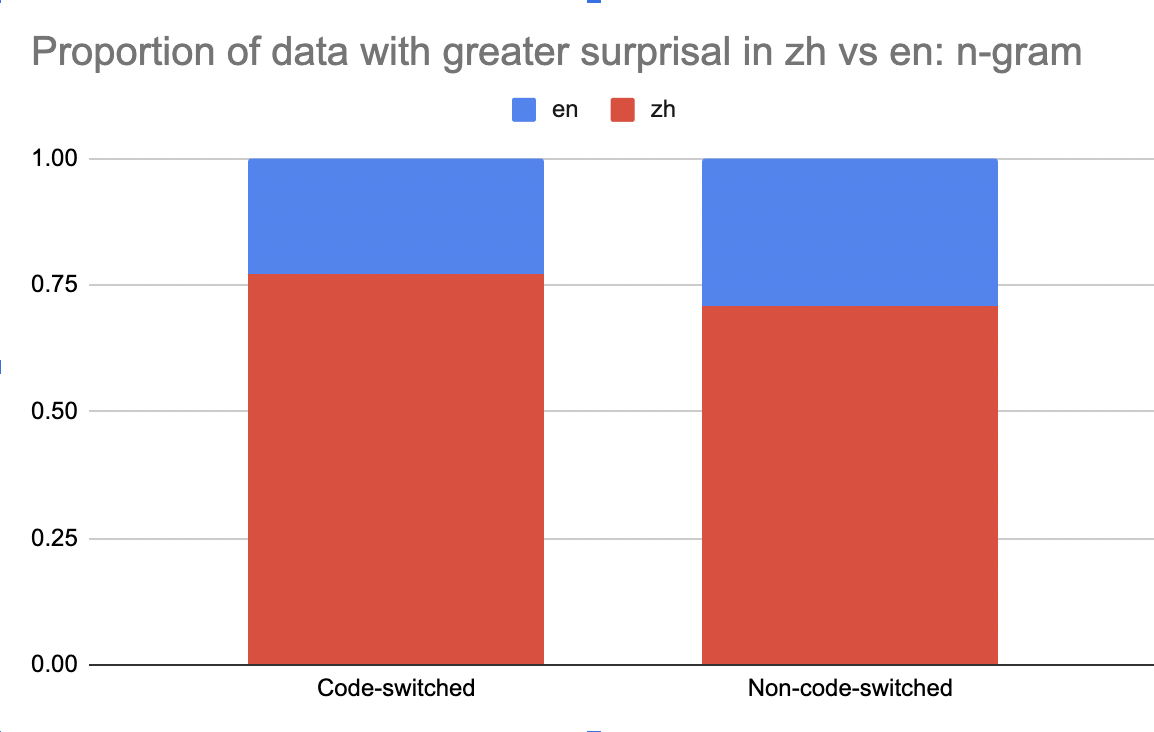 Proportion of data with greater surprisal in zh vs en: n-gram
en zh
1.00
0.75
0.50
0.25
0.00
Code-switched Non-code-switched